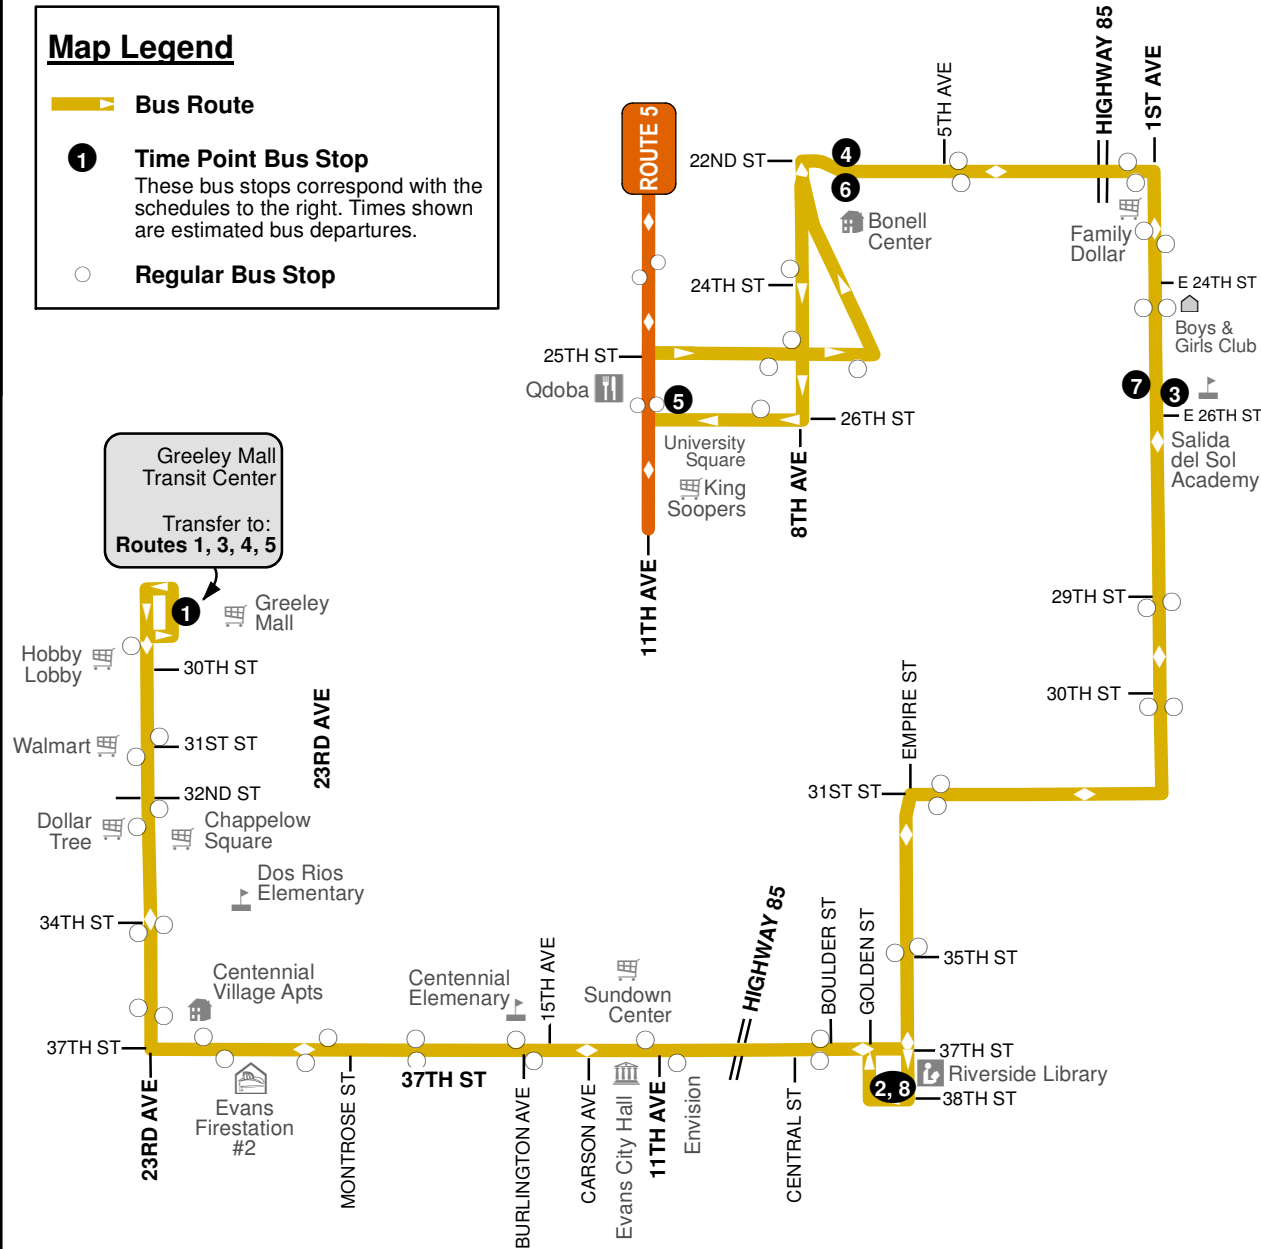 Map Legend
Bus Route
1
Time Point Bus Stop
These bus stops correspond with the
schedules to the right. Times shown
are estimated bus departures.
Regular Bus Stop
ROUTE 5
22ND ST
4
6
5TH AVE
HIGHWAY 85
1ST AVE
Bonell
Center
Family
Dollar
24TH ST
E 24TH ST
Boys &
Girls Club
25TH ST
Qdoba
5
7
3
26TH ST
E 26TH ST
University
Square
King
Soopers
8TH AVE
Salida
del Sol
Academy
11TH AVE
Greeley Mall
Transit Center
Transfer to:
Routes 1, 3, 4, 5
1
Greeley
Mall
Hobby
Lobby
30TH ST
23RD AVE
Walmart
31ST ST
32ND ST
Dollar
Tree
Chappelow
Square
Dos Rios
Elementary
34TH ST
29TH ST
30TH ST
EMPIRE ST
31ST ST
35TH ST
Centennial
Village Apts
Centennial
Elemenary
15TH AVE
Sundown
Center
HIGHWAY 85
BOULDER ST
GOLDEN ST
37TH ST
37TH ST
37TH ST
Riverside Library
2, 8
38TH ST
23RD AVE
Evans
Firestation
#2
MONTROSE ST
BURLINGTON AVE
CARSON AVE
Evans City Hall
11TH AVE
Envision
CENTRAL ST